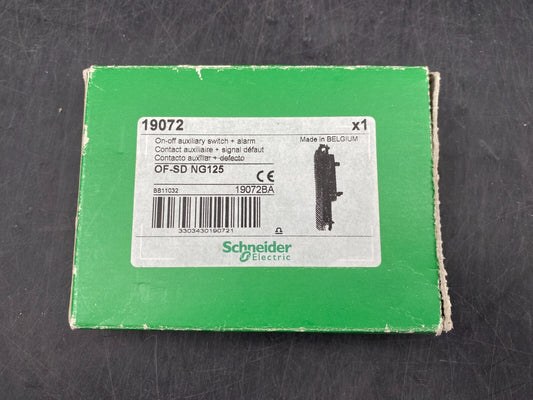 19072 x1
On-off auxiliary switch + alarm Made in BELGIUM
Contact auxiliaire + signal défaut
Contacto auxiliar + defecto
OF-SD NG125
CE
BB11032 19072BA
3303430190721
Schneider
Electric